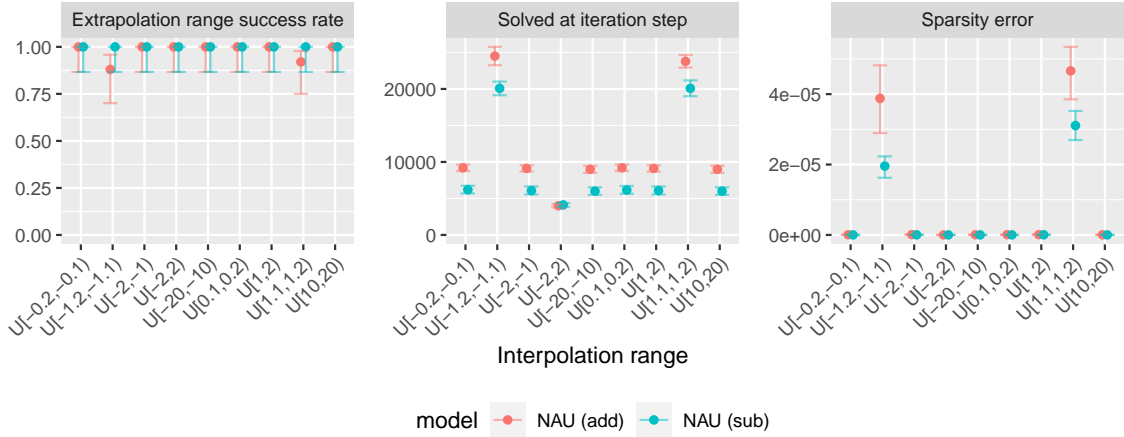 Extrapolation range success rate
Solved at iteration step
Sparsity error
1.00
0.75
0.50
0.25
0.00
20000
10000
0
4e−05
2e−05
0e+00
U[−0.2,−0.1)
U[−1.2,−1.1)
U[−2,−1)
U[−2,2)
U[−20,−10)
U[0.1,0.2)
U[1,2)
U[1.1,1.2)
U[10,20)
U[−0.2,−0.1)
U[−1.2,−1.1)
U[−2,−1)
U[−2,2)
U[−20,−10)
U[0.1,0.2)
U[1,2)
U[1.1,1.2)
U[10,20)
U[−0.2,−0.1)
U[−1.2,−1.1)
U[−2,−1)
U[−2,2)
U[−20,−10)
U[0.1,0.2)
U[1,2)
U[1.1,1.2)
U[10,20)
Interpolation range
model NAU (add) NAU (sub)